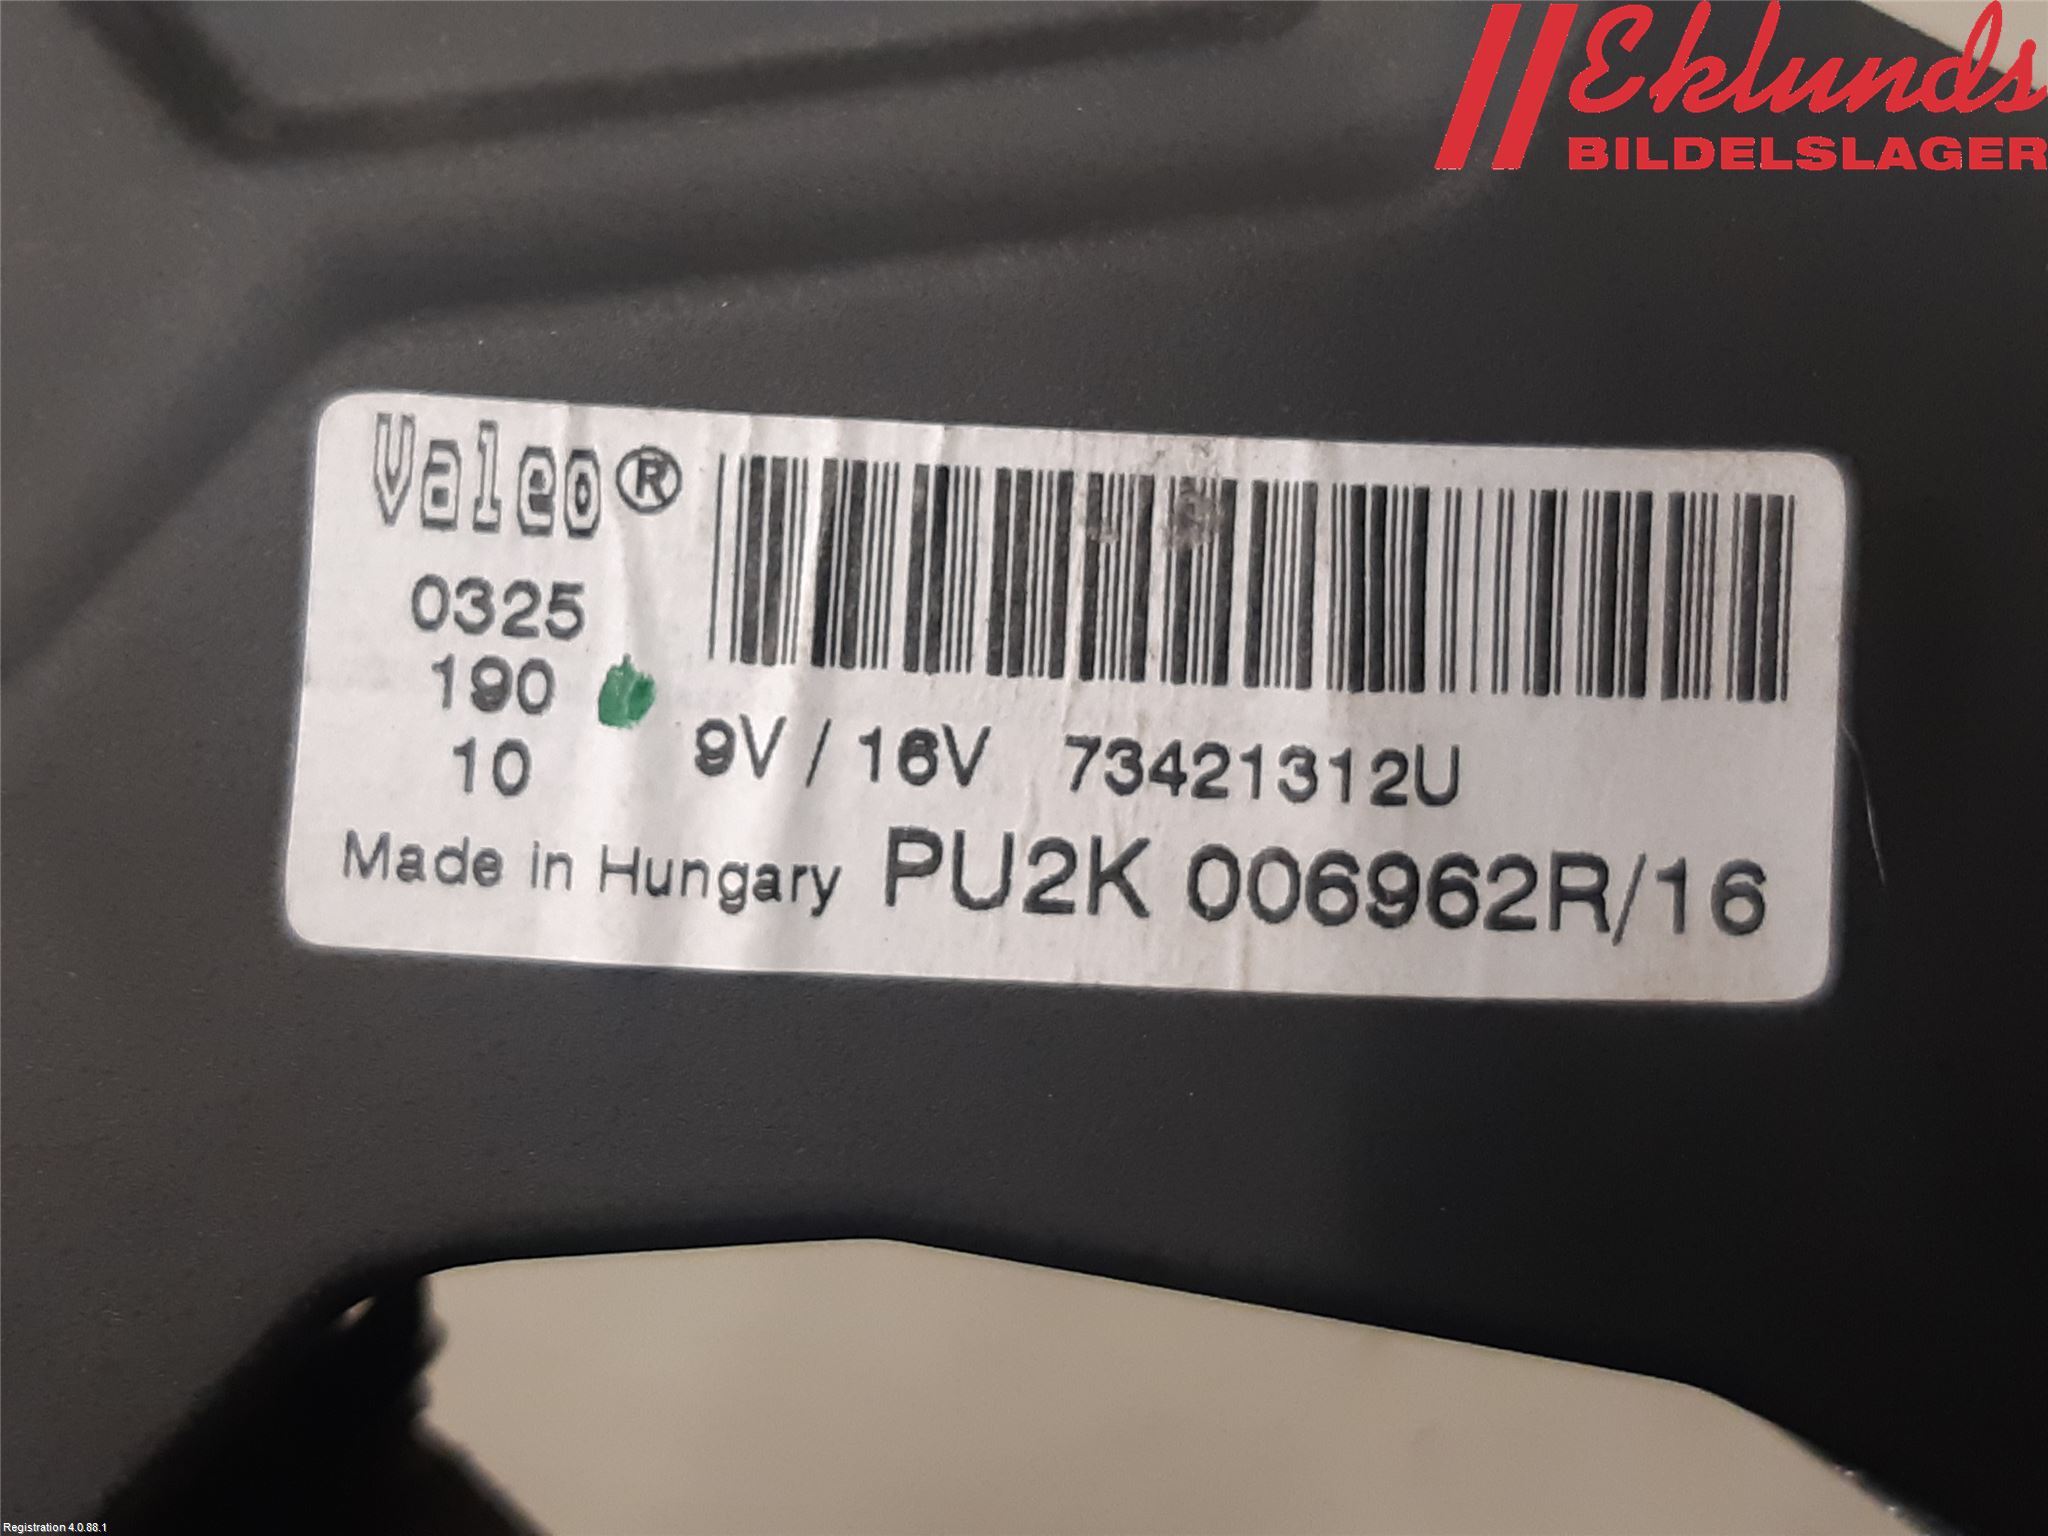 Eklunds
BILDELSLAGER
Valeo®
0325
190
10
9V / 16V 73421312U
Made in Hungary PU2K 006962R/16
Registration 4.0.88.1